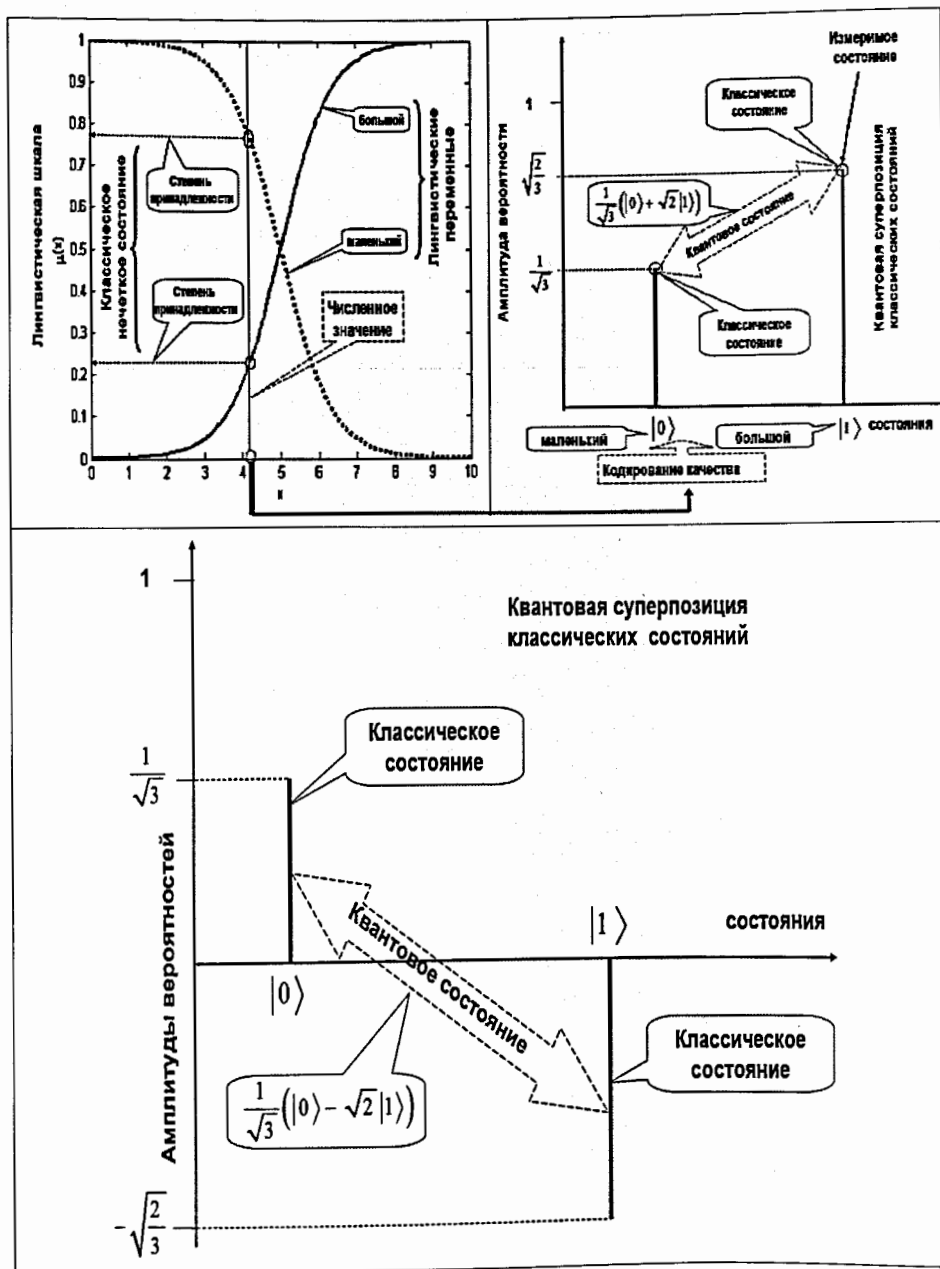 Лингвистическая шкала
μ(x)
1
0.9
0.8
0.7
0.6
0.5
0.4
0.3
0.2
0.1
0
0 1 2 3 4 5 6 7 8 9 10
Классическое
нечеткое состояние
Степень
принадлежности
Степень
принадлежности
большой
маленький
Лингвистические
переменные
Численное
значение
Амплитуда вероятности
1
√2/3
1/√3
Измеримое
состояние
Классическое
состояние
1/√3(|0⟩ + √2|1⟩)
Квантовое состояние
Классическое
состояние
Квантовая суперпозиция
классических состояний
маленький |0⟩ большой |1⟩ состояния
Кодирование качества
Квантовая суперпозиция
классических состояний
Амплитуды вероятностей
1
1/√3
-√2/3
Классическое
состояние
Квантовое состояние
|1⟩ состояния
|0⟩
Классическое
состояние
1/√3(|0⟩ − √2|1⟩)